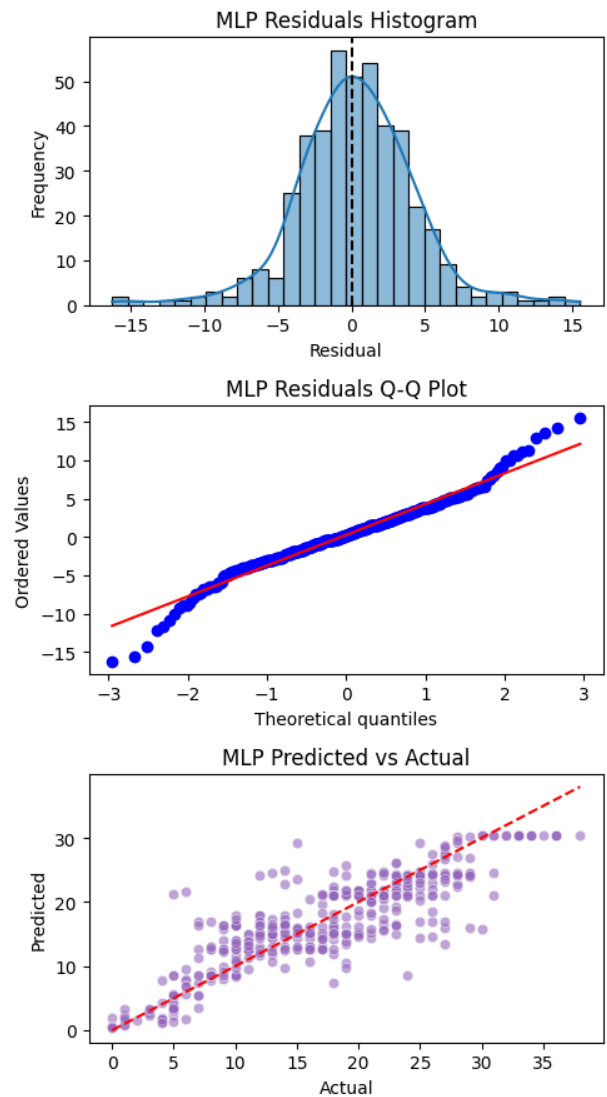 MLP Residuals Histogram
50
40
30
20
10
0
Frequency
−15 −10 −5 0 5 10 15
Residual
MLP Residuals Q-Q Plot
15
10
5
0
−5
−10
−15
Ordered Values
−3 −2 −1 0 1 2 3
Theoretical quantiles
MLP Predicted vs Actual
30
20
10
0
Predicted
0 5 10 15 20 25 30 35
Actual